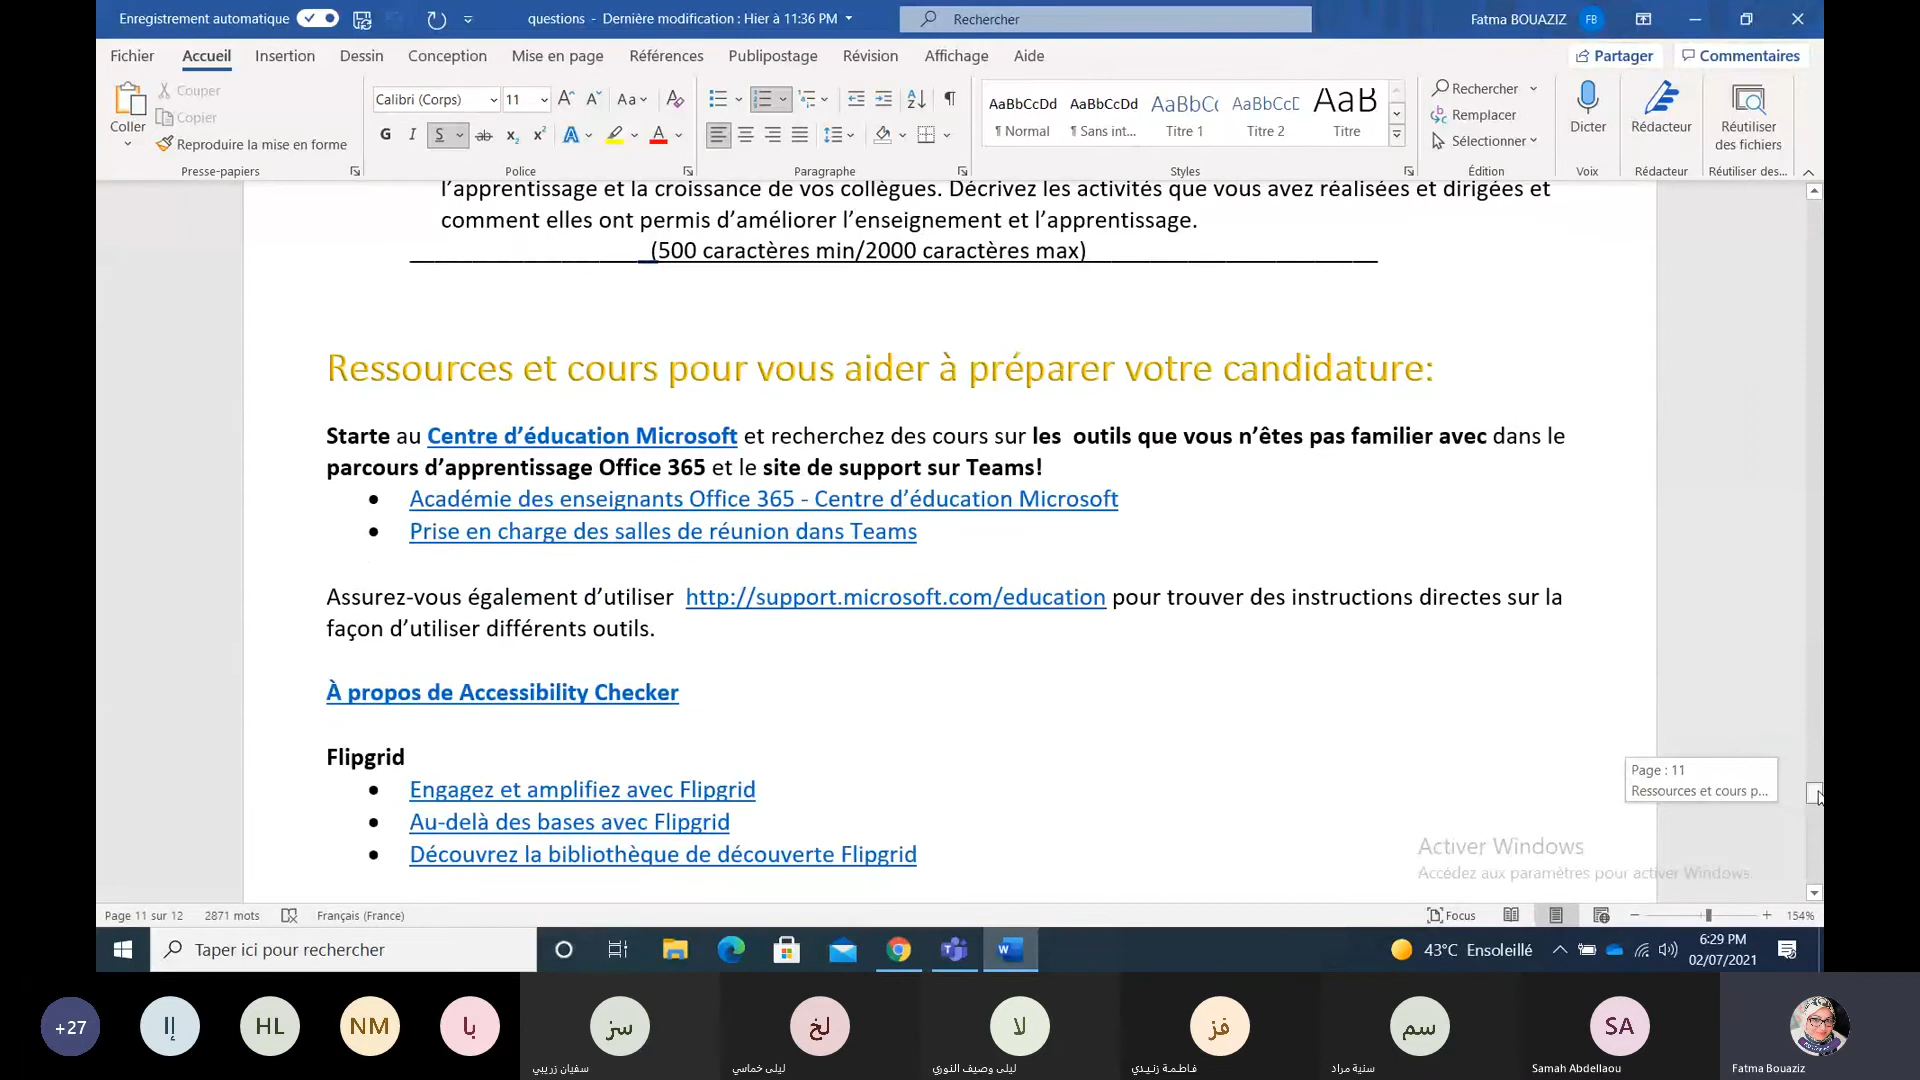 Enregistrement automatique
questions - Dernière modification : Hier à 11:36 PM
Rechercher
Fatma BOUAZIZ FB
Fichier Accueil Insertion Dessin Conception Mise en page Références Publipostage Révision Affichage Aide Partager Commentaires
Coller
Couper
Copier
Reproduire la mise en forme
Presse-papiers
Calibri (Corps) 11
Police
Paragraphe
AaBbCcDd AaBbCcDd AaBbC AaBbCcE AaB
¶ Normal ¶ Sans int... Titre 1 Titre 2 Titre
Styles
Rechercher
Remplacer
Sélectionner
Édition
Dicter
Voix
Rédacteur
Rédacteur
Réutiliser des fichiers
Réutiliser des...
l’apprentissage et la croissance de vos collègues. Décrivez les activités que vous avez réalisées et dirigées et
comment elles ont permis d’améliorer l’enseignement et l’apprentissage.
(500 caractères min/2000 caractères max)
Ressources et cours pour vous aider à préparer votre candidature:
Starte au Centre d’éducation Microsoft et recherchez des cours sur les outils que vous n’êtes pas familier avec dans le
parcours d’apprentissage Office 365 et le site de support sur Teams!
• Académie des enseignants Office 365 - Centre d’éducation Microsoft
• Prise en charge des salles de réunion dans Teams
Assurez-vous également d’utiliser http://support.microsoft.com/education pour trouver des instructions directes sur la
façon d’utiliser différents outils.
À propos de Accessibility Checker
Flipgrid
• Engagez et amplifiez avec Flipgrid
• Au-delà des bases avec Flipgrid
• Découvrez la bibliothèque de découverte Flipgrid
Page : 11
Ressources et cours p...
Activer Windows
Accédez aux paramètres pour activer Windows.
Page 11 sur 12 2871 mots Français (France) Focus 154%
Taper ici pour rechercher
43°C Ensoleillé
6:29 PM
02/07/2021
+27 إا HL NM با سز لخ لا فز سم SA
سفيان زريبي ليلى خماسي ليلى وصيف النوري فاطمة زنيدي سنية مراد Samah Abdellaou Fatma Bouaziz